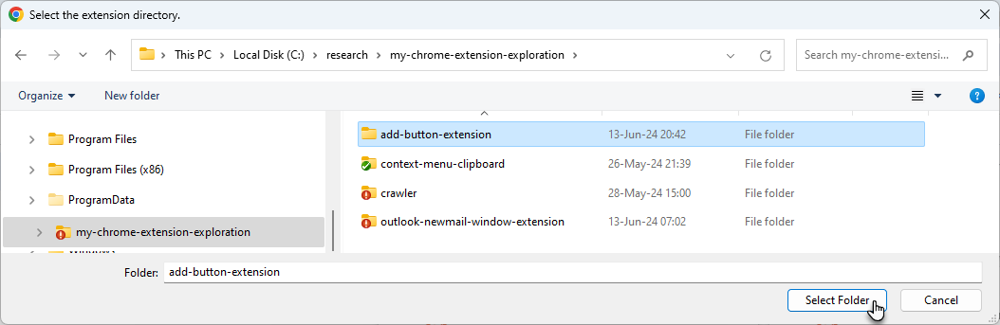 Select the extension directory.
This PC > Local Disk (C:) > research > my-chrome-extension-exploration >
Search my-chrome-extensi...
Organize
New folder
?
Program Files
Program Files (x86)
ProgramData
my-chrome-extension-exploration
Windows
add-button-extension 13-Jun-24 20:42 File folder
context-menu-clipboard 26-May-24 21:39 File folder
crawler 28-May-24 15:00 File folder
outlook-newmail-window-extension 13-Jun-24 07:02 File folder
Folder: add-button-extension
Select Folder
Cancel